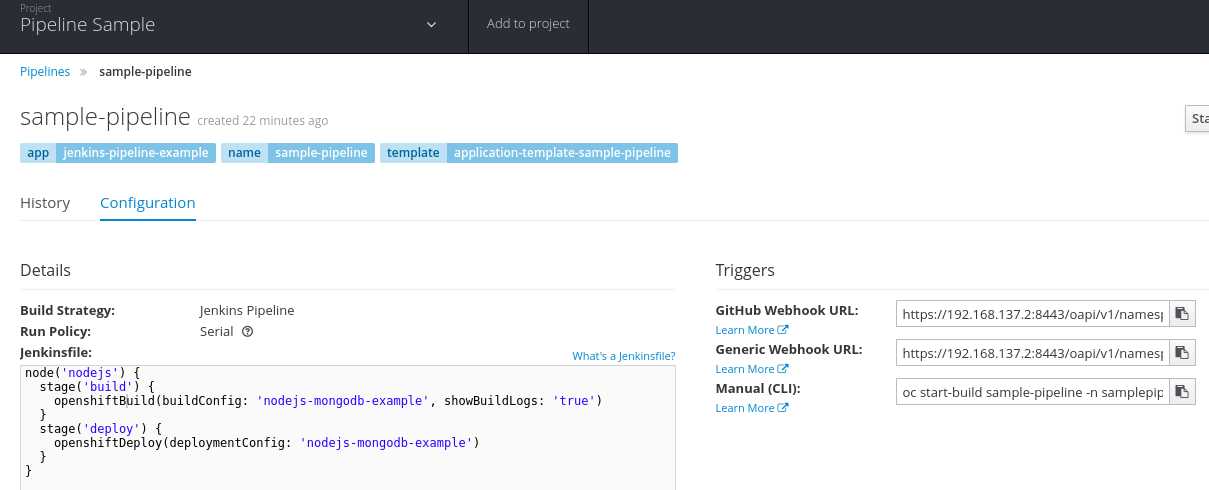 Project
Pipeline Sample
Add to project
Pipelines » sample-pipeline
sample-pipeline created 22 minutes ago
Sta
app jenkins-pipeline-example name sample-pipeline template application-template-sample-pipeline
History Configuration
Details
Build Strategy: Jenkins Pipeline
Run Policy: Serial
Jenkinsfile: What's a Jenkinsfile?
node('nodejs') {
  stage('build') {
    openshiftBuild(buildConfig: 'nodejs-mongodb-example', showBuildLogs: 'true')
  }
  stage('deploy') {
    openshiftDeploy(deploymentConfig: 'nodejs-mongodb-example')
  }
}
Triggers
GitHub Webhook URL: https://192.168.137.2:8443/oapi/v1/namesp
Learn More
Generic Webhook URL: https://192.168.137.2:8443/oapi/v1/namesp
Learn More
Manual (CLI): oc start-build sample-pipeline -n samplepip
Learn More